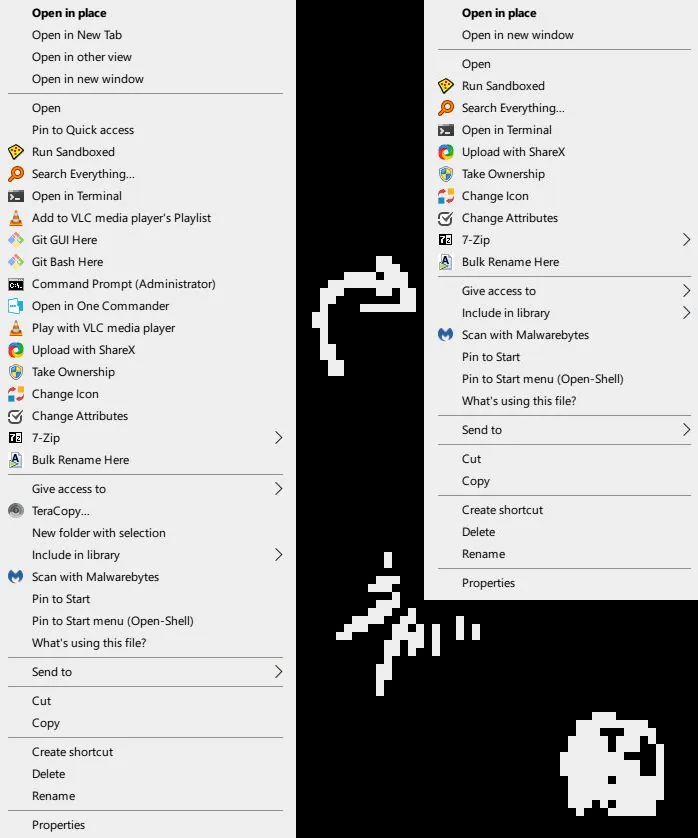 Open in place
Open in New Tab
Open in other view
Open in new window
Open
Pin to Quick access
Run Sandboxed
Search Everything...
Open in Terminal
Add to VLC media player's Playlist
Git GUI Here
Git Bash Here
Command Prompt (Administrator)
Open in One Commander
Play with VLC media player
Upload with ShareX
Take Ownership
Change Icon
Change Attributes
7-Zip
Bulk Rename Here
Give access to
TeraCopy...
New folder with selection
Include in library
Scan with Malwarebytes
Pin to Start
Pin to Start menu (Open-Shell)
What's using this file?
Send to
Cut
Copy
Create shortcut
Delete
Rename
Properties
Open in place
Open in new window
Open
Run Sandboxed
Search Everything...
Open in Terminal
Upload with ShareX
Take Ownership
Change Icon
Change Attributes
7-Zip
Bulk Rename Here
Give access to
Include in library
Scan with Malwarebytes
Pin to Start
Pin to Start menu (Open-Shell)
What's using this file?
Send to
Cut
Copy
Create shortcut
Delete
Rename
Properties